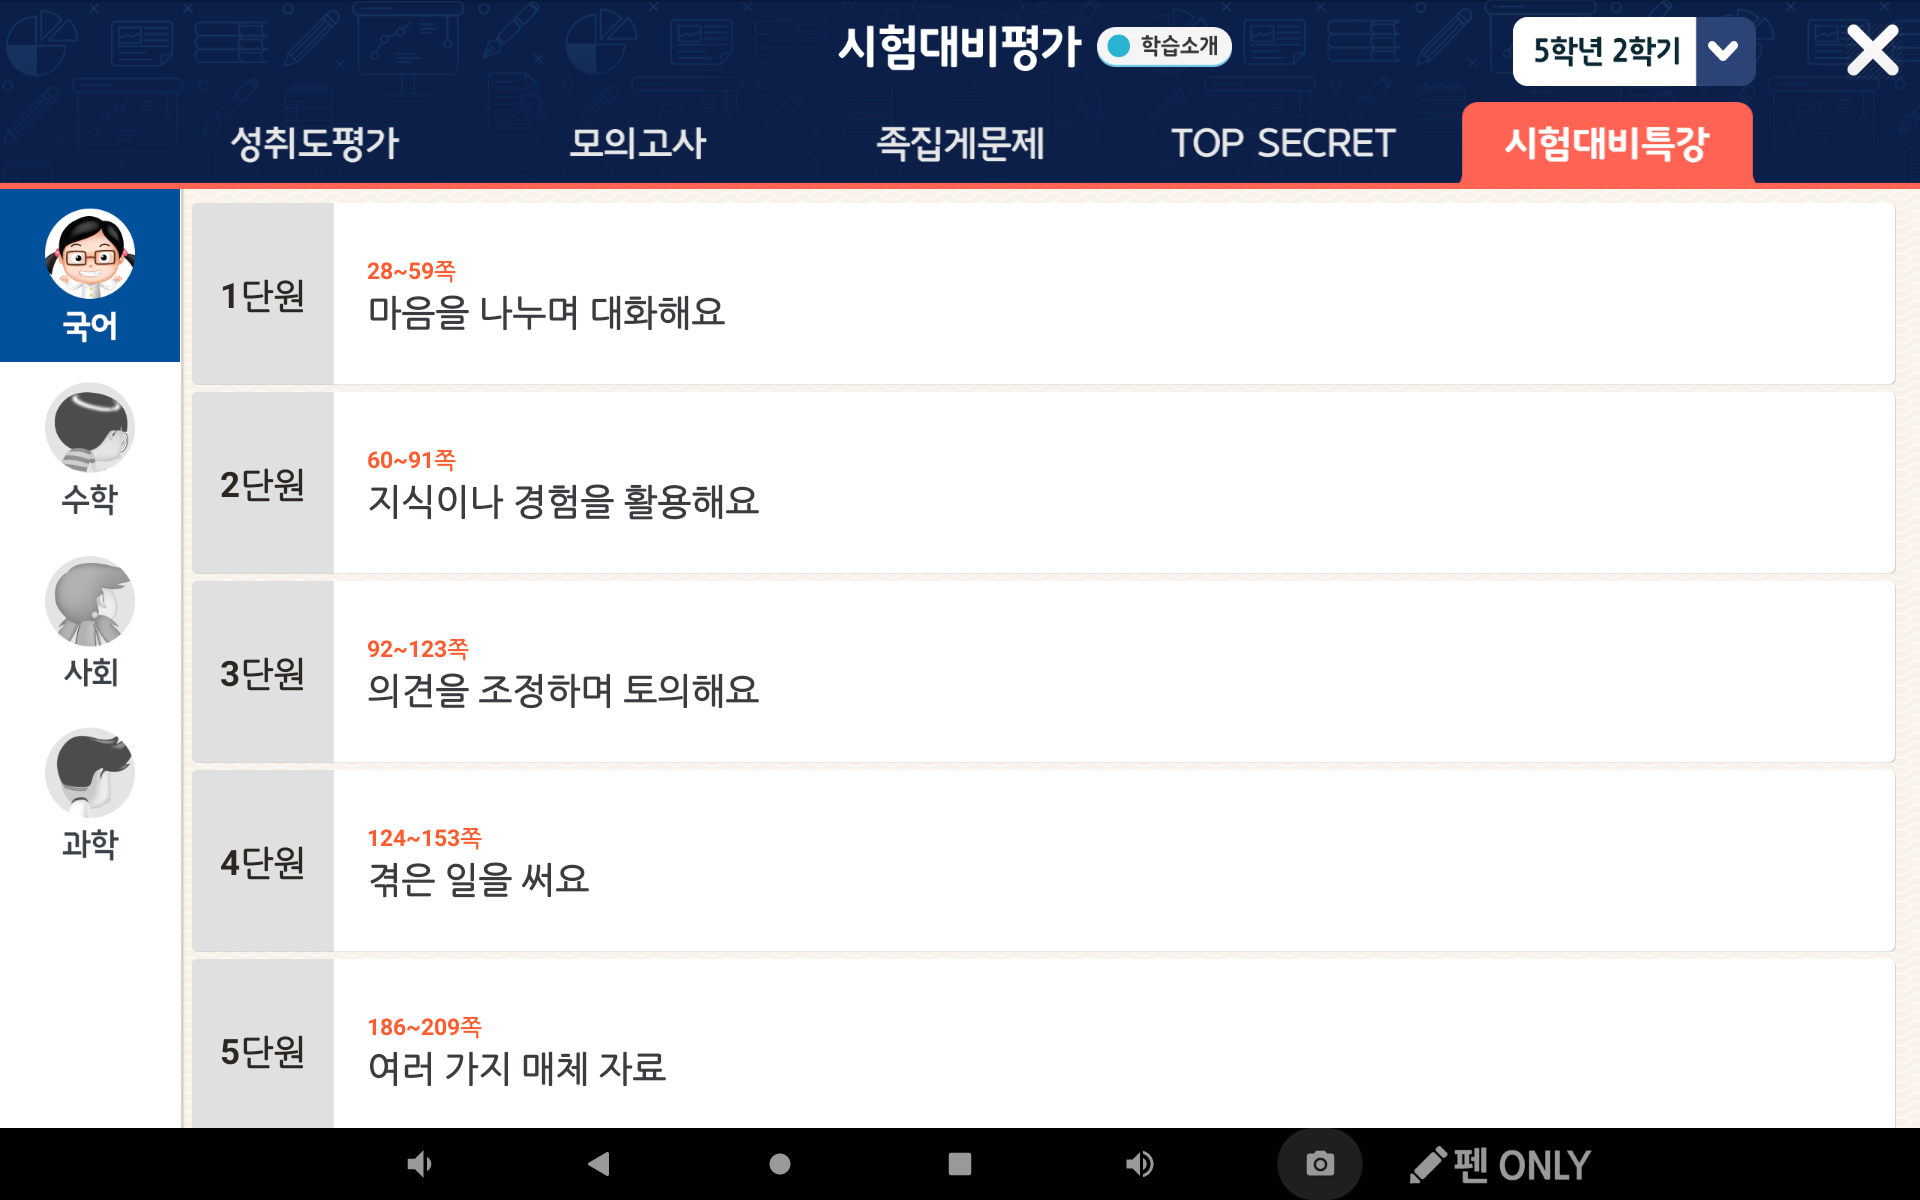 시험대비평가 학습소개
5학년 2학기
성취도평가 모의고사 족집게문제 TOP SECRET 시험대비특강
국어
수학
사회
과학
1단원
28~59쪽
마음을 나누며 대화해요
2단원
60~91쪽
지식이나 경험을 활용해요
3단원
92~123쪽
의견을 조정하며 토의해요
4단원
124~153쪽
겪은 일을 써요
5단원
186~209쪽
여러 가지 매체 자료
펜 ONLY